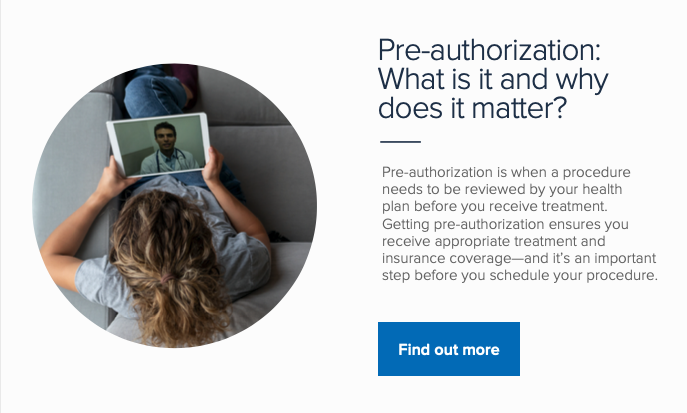 Pre-authorization:
What is it and why
does it matter?
Pre-authorization is when a procedure
needs to be reviewed by your health
plan before you receive treatment.
Getting pre-authorization ensures you
receive appropriate treatment and
insurance coverage—and it's an important
step before you schedule your procedure.
Find out more